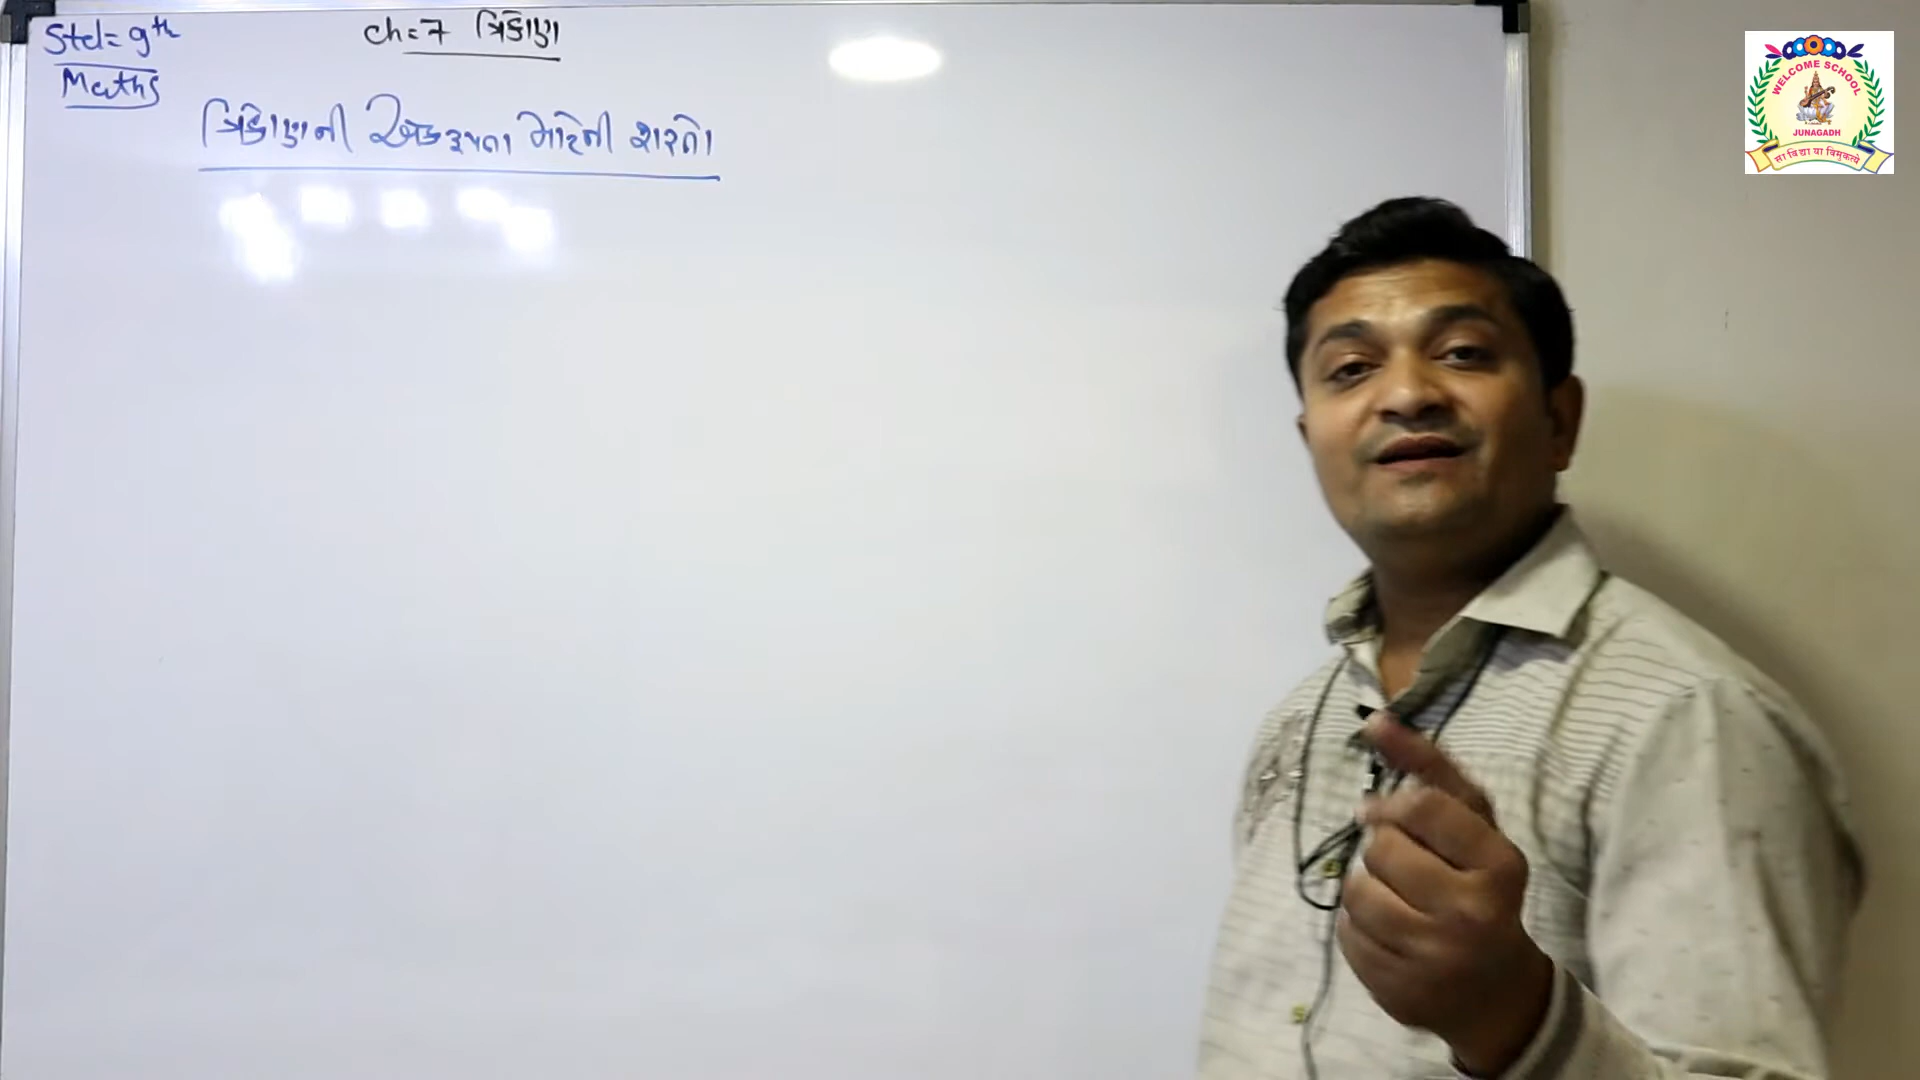 Std = 9th
Maths
ch = 7 ત્રિકોણ
ત્રિકોણની એકરૂપતા માટેની શરતો
WELCOME SCHOOL
JUNAGADH
सा विद्या या विमुक्तये